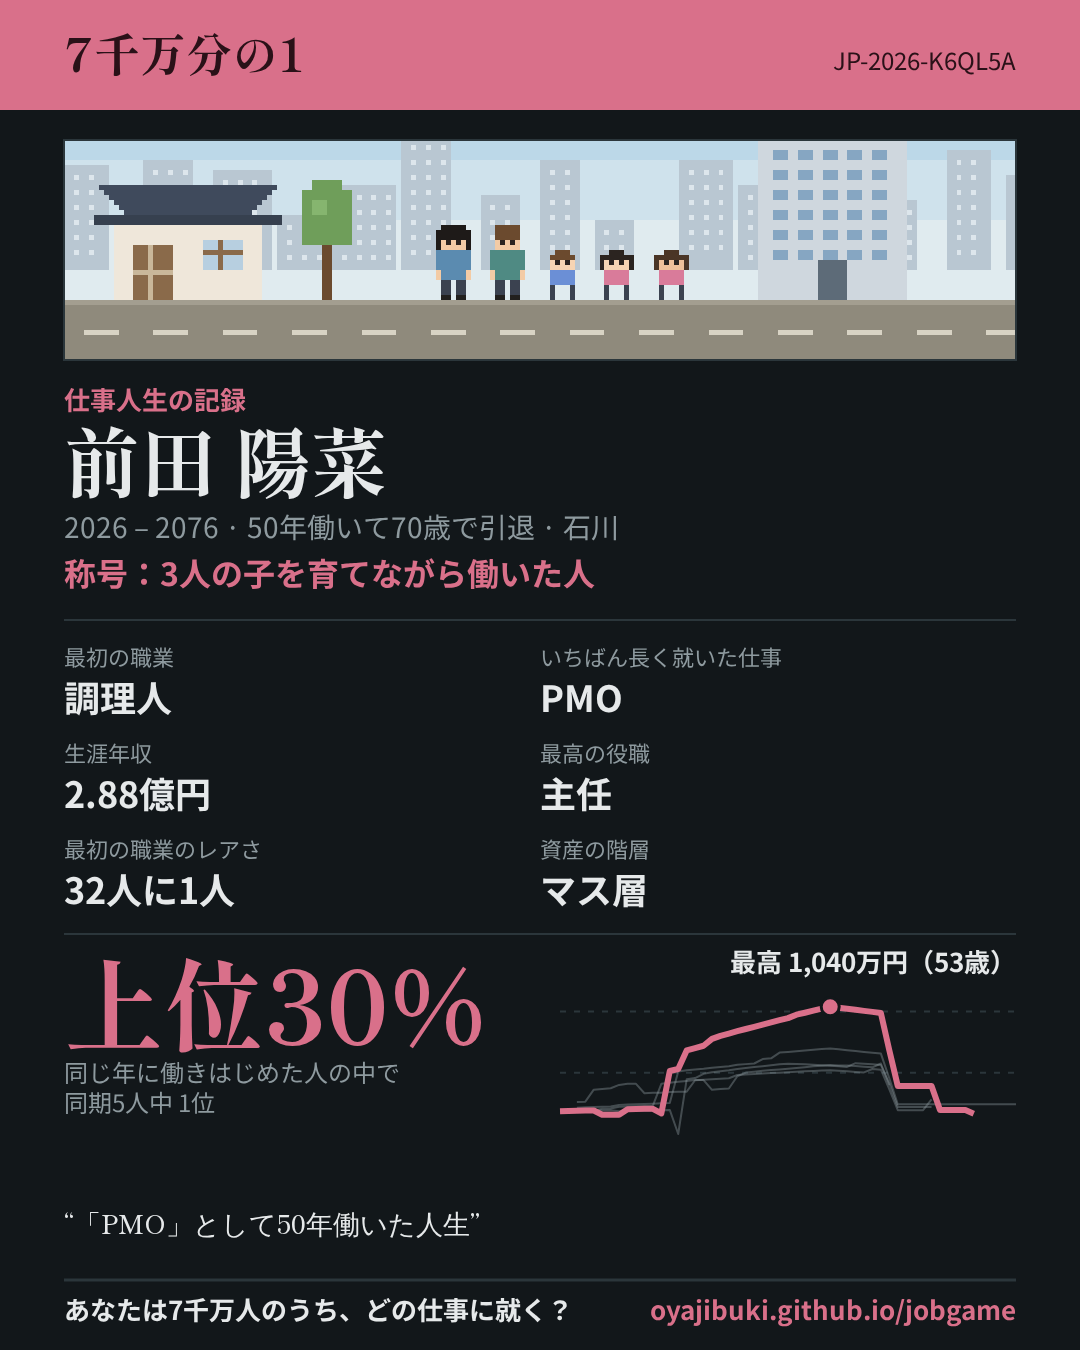 7千万分の1
JP-2026-K6QL5A
仕事人生の記録
前田 陽菜
2026 – 2076 · 50年働いて70歳で引退 · 石川
称号：3人の子を育てながら働いた人
最初の職業
調理人
いちばん長く就いた仕事
PMO
生涯年収
2.88億円
最高の役職
主任
最初の職業のレアさ
32人に1人
資産の階層
マス層
上位30%
同じ年に働きはじめた人の中で
同期5人中 1位
最高 1,040万円（53歳）
“「PMO」として50年働いた人生”
あなたは7千万人のうち、どの仕事に就く？
oyajibuki.github.io/jobgame